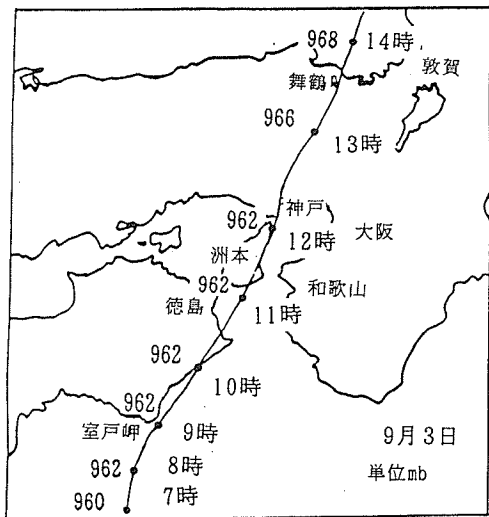 968
14時
敦賀
舞鶴
966
13時
神戸
962
12時
大阪
洲本
962
和歌山
徳島
11時
962
10時
962
室戸岬
9時
9月3日
962
8時
単位mb
960
7時